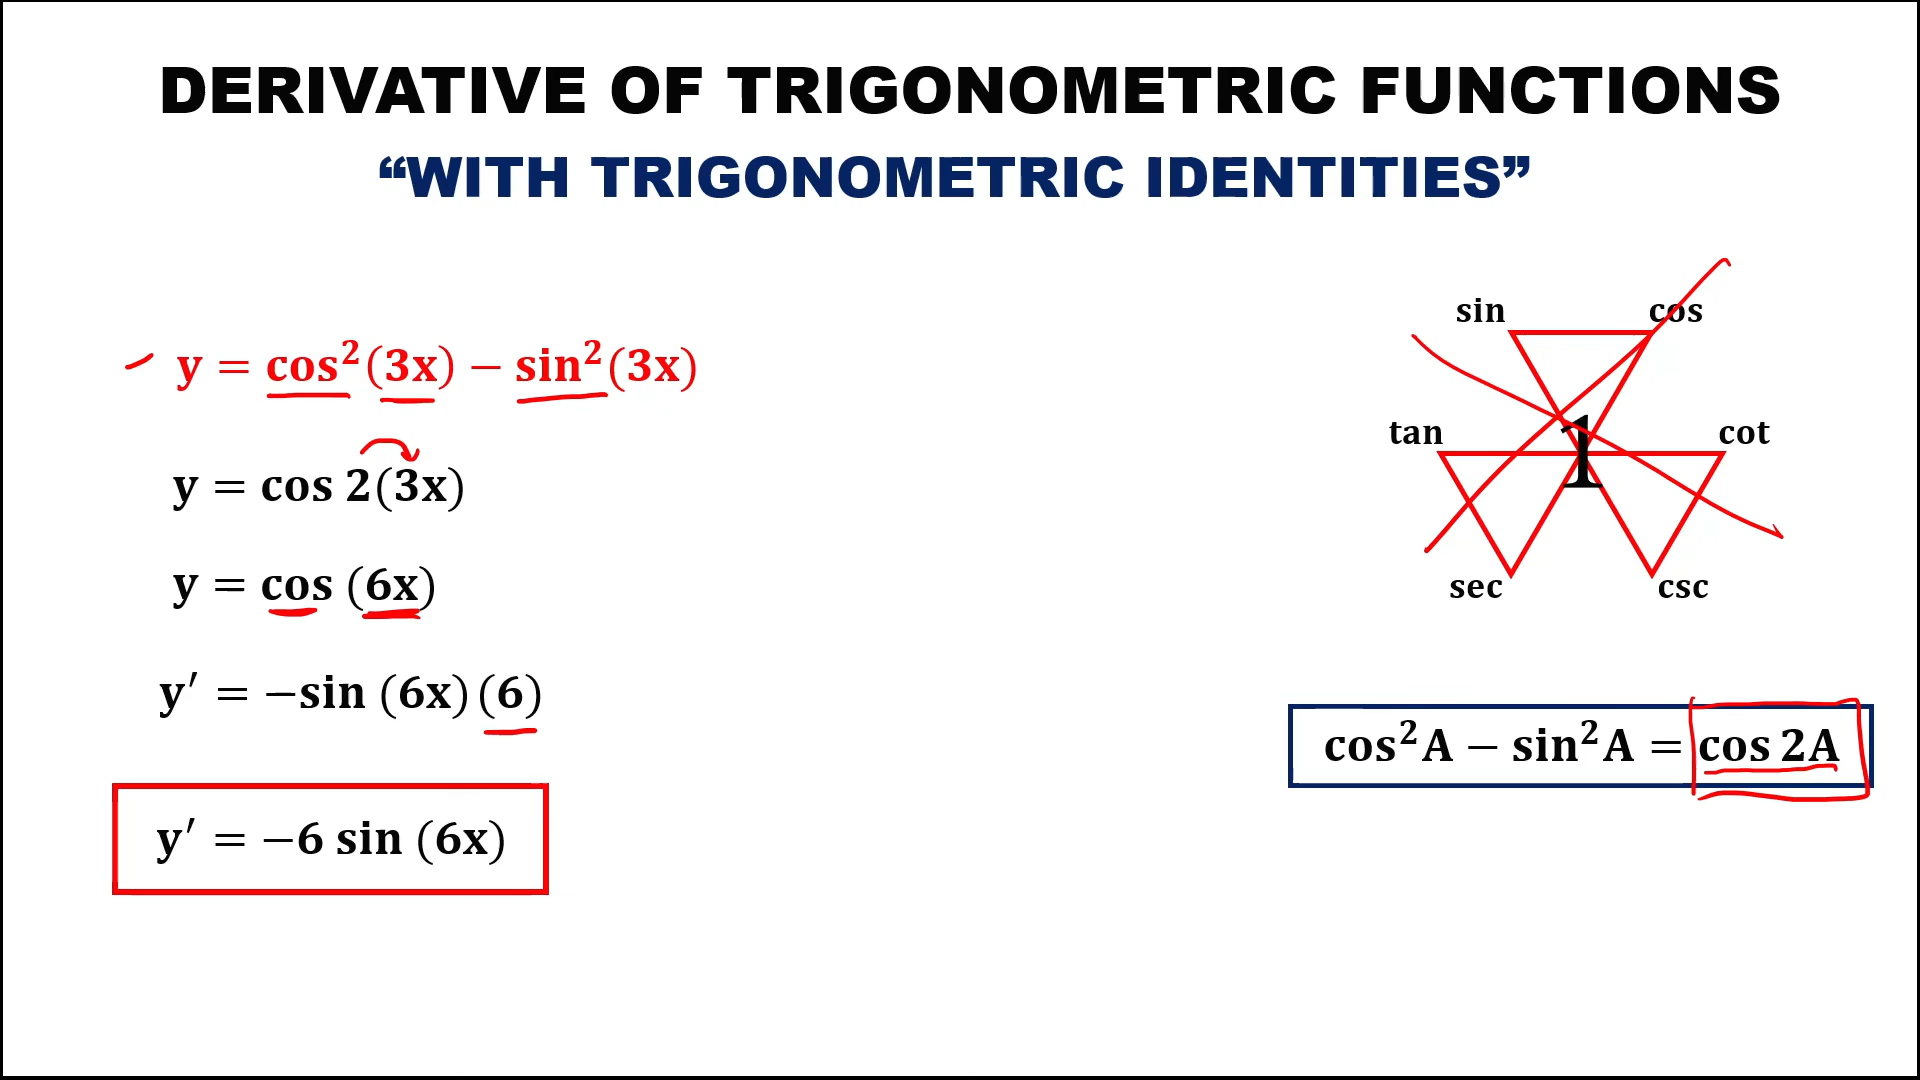 DERIVATIVE OF TRIGONOMETRIC FUNCTIONS
“WITH TRIGONOMETRIC IDENTITIES”
y = cos²(3x) − sin²(3x)
y = cos 2(3x)
y = cos (6x)
y′ = −sin (6x)(6)
y′ = −6 sin (6x)
sin cos
tan 1 cot
sec csc
cos²A − sin²A = cos 2A